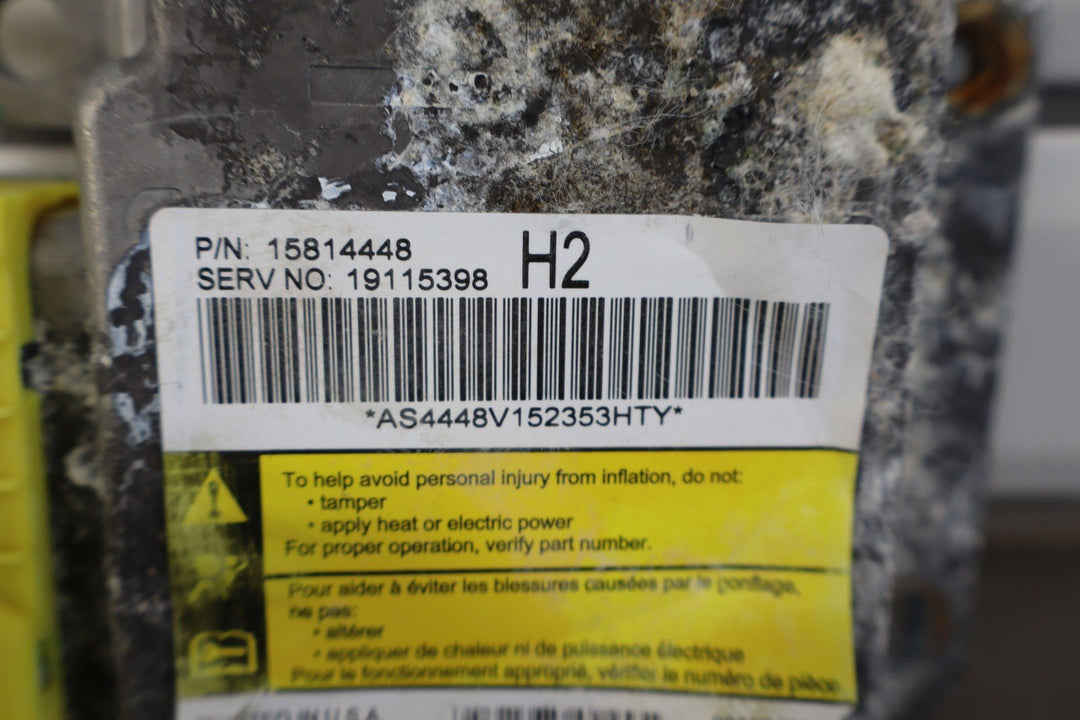 P/N: 15814448
H2
SERV NO: 19115398
*AS4448V152353HTY*
To help avoid personal injury from inflation, do not:
• tamper
• apply heat or electric power
For proper operation, verify part number.
Pour aider à éviter les blessures causées par le gonflage,
ne pas:
• altérer
• appliquer de chaleur ni de puissance électrique
Pour le fonctionnement approprié, vérifier le numéro de pièce.
IN U.S.A.